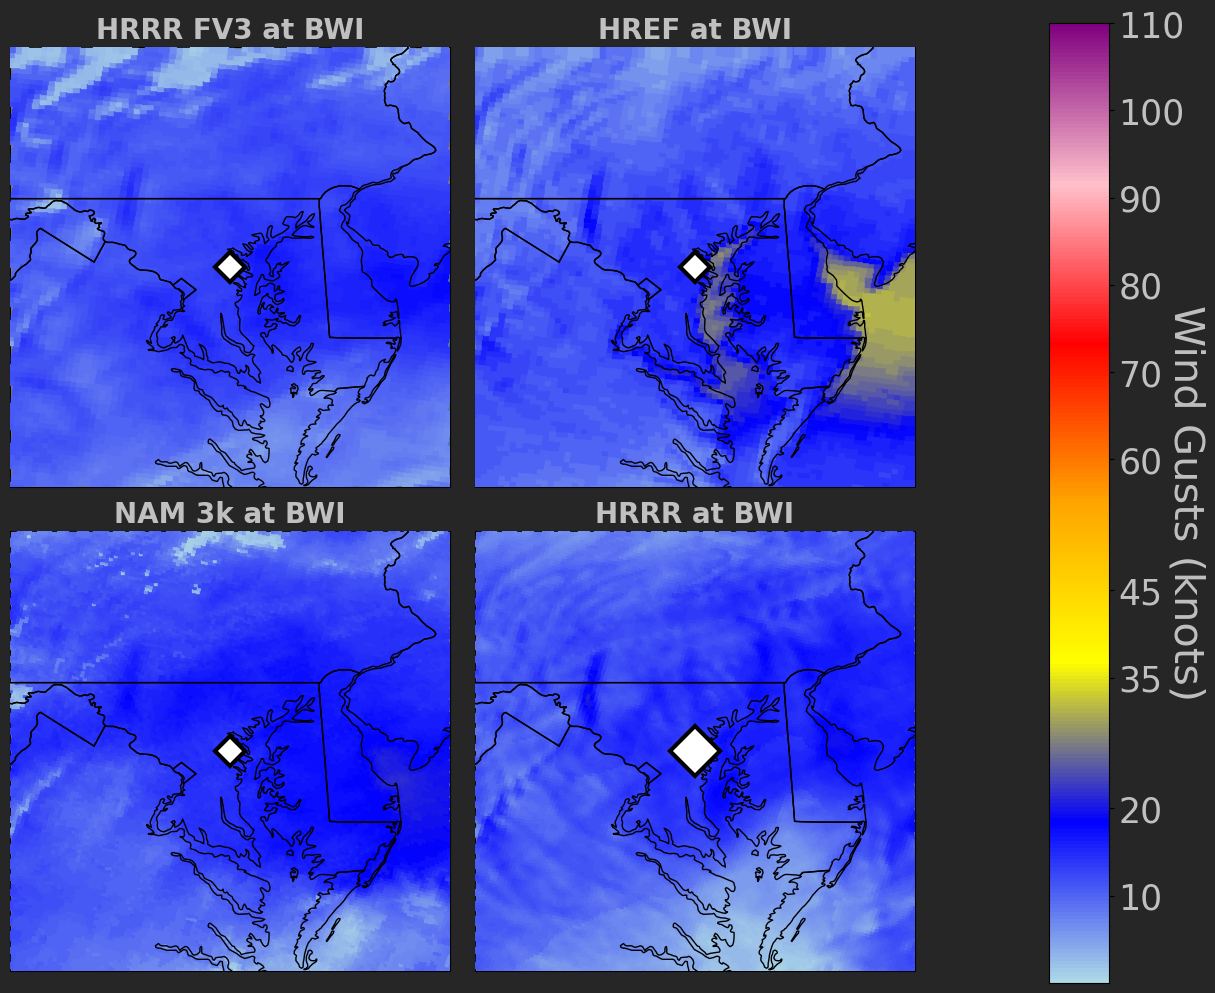 HRRR FV3 at BWI
HREF at BWI
NAM 3k at BWI
HRRR at BWI
110
100
90
80
70
60
45
35
20
10
Wind Gusts (knots)